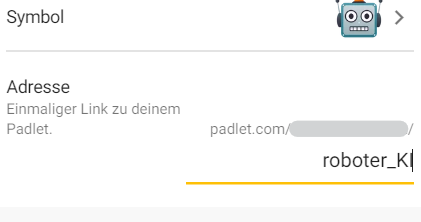 Symbol
Adresse
Einmaliger Link zu deinem
Padlet.
padlet.com/ /
roboter_KI